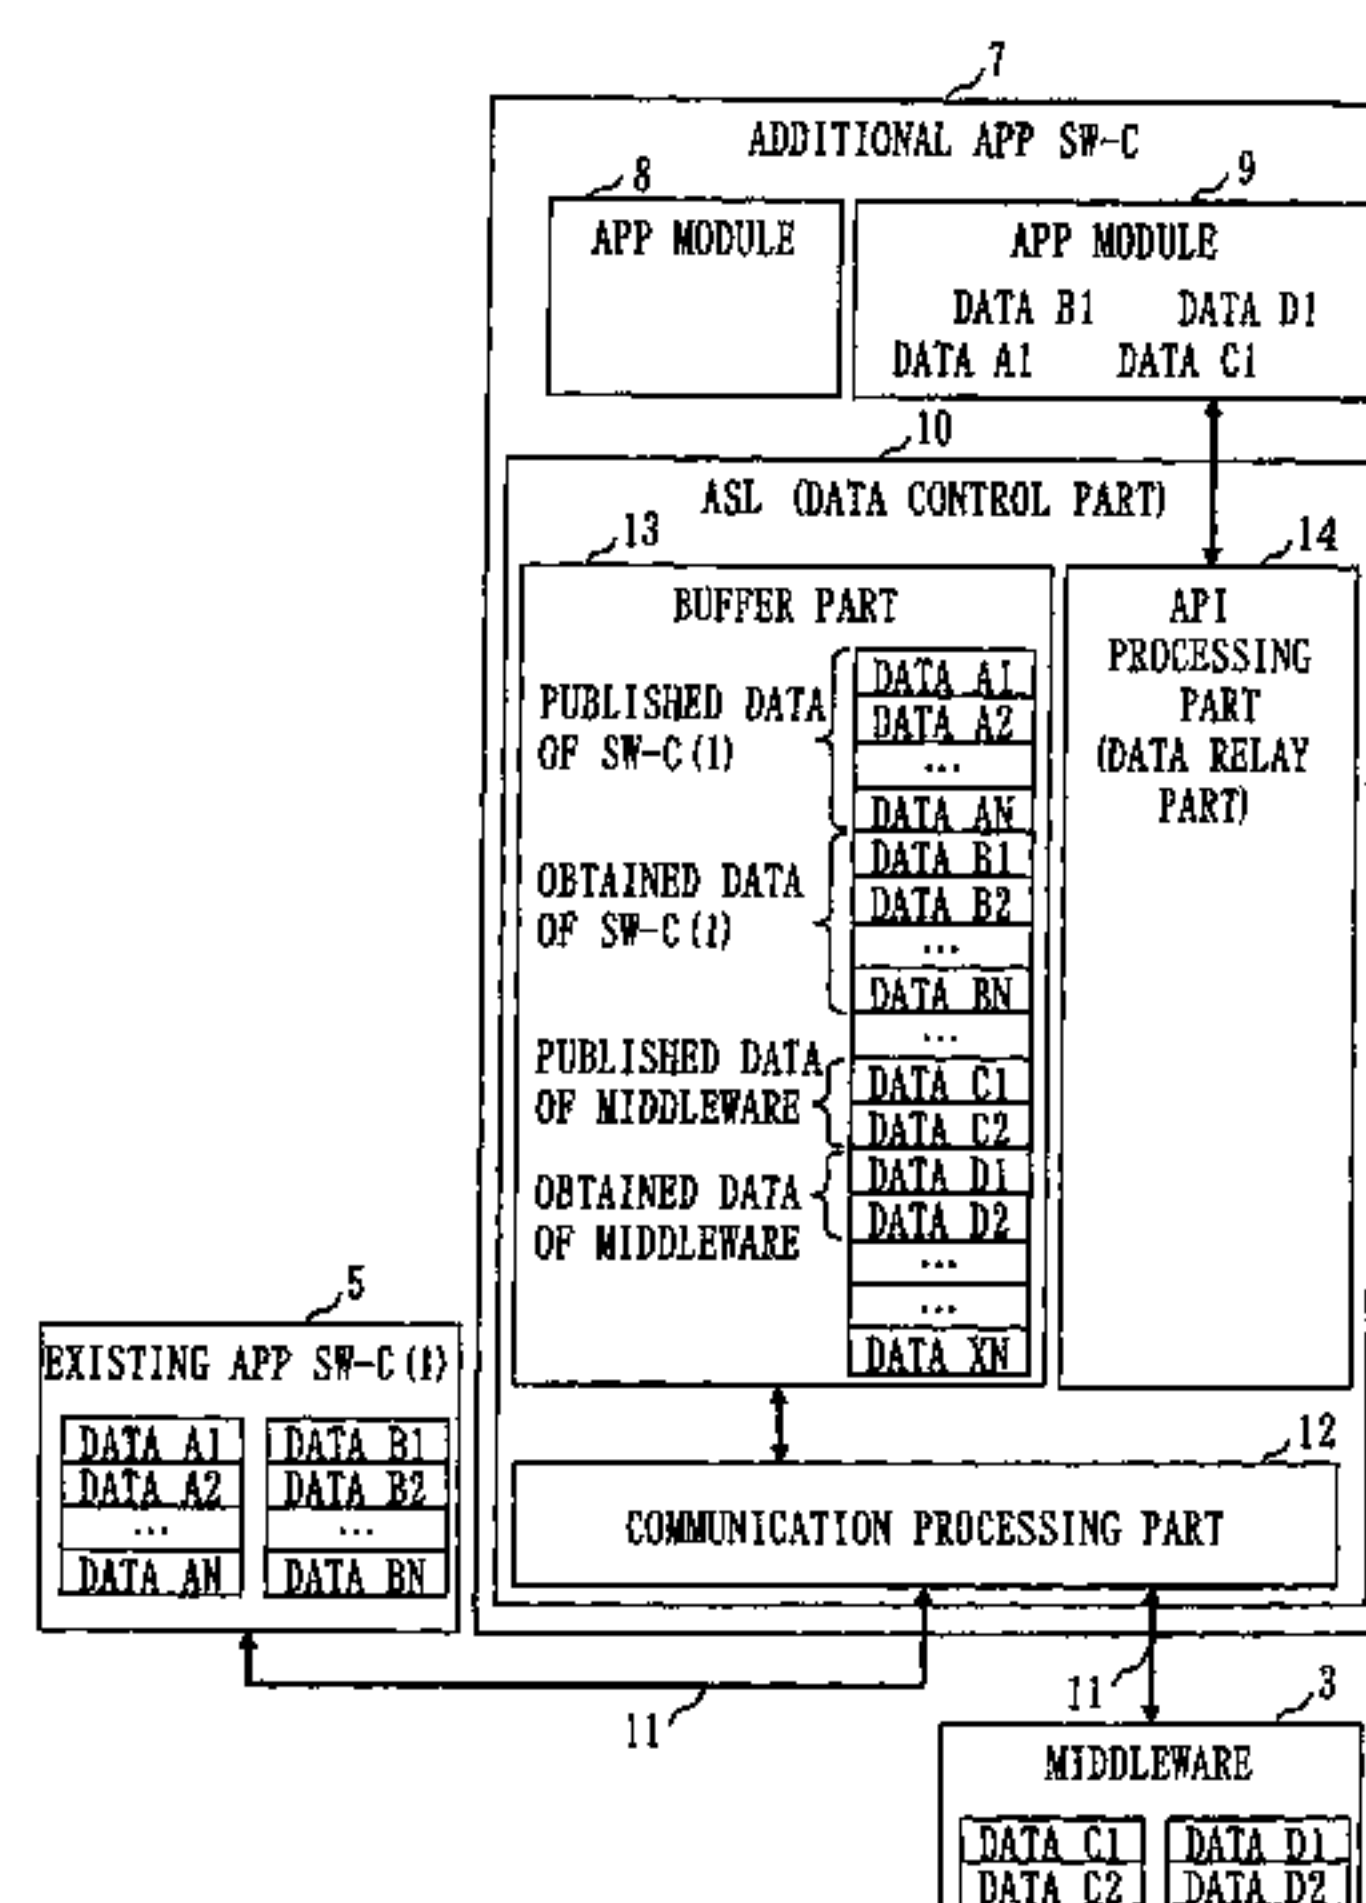 7
ADDITIONAL APP SW-C
8
9
APP MODULE
APP MODULE
DATA B1 DATA D1
DATA A1 DATA C1
10
ASL (DATA CONTROL PART)
13
14
BUFFER PART
API
PROCESSING
PART
(DATA RELAY
PART)
PUBLISHED DATA
OF SW-C(1)
DATA A1
DATA A2
...
DATA AN
OBTAINED DATA
OF SW-C(1)
DATA B1
DATA B2
...
DATA BN
...
PUBLISHED DATA
OF MIDDLEWARE
DATA C1
DATA C2
OBTAINED DATA
OF MIDDLEWARE
DATA D1
DATA D2
...
...
DATA XN
5
EXISTING APP SW-C(1)
DATA A1 DATA B1
DATA A2 DATA B2
... ...
DATA AN DATA BN
12
COMMUNICATION PROCESSING PART
11
11
3
MIDDLEWARE
DATA C1 DATA D1
DATA C2 DATA D2